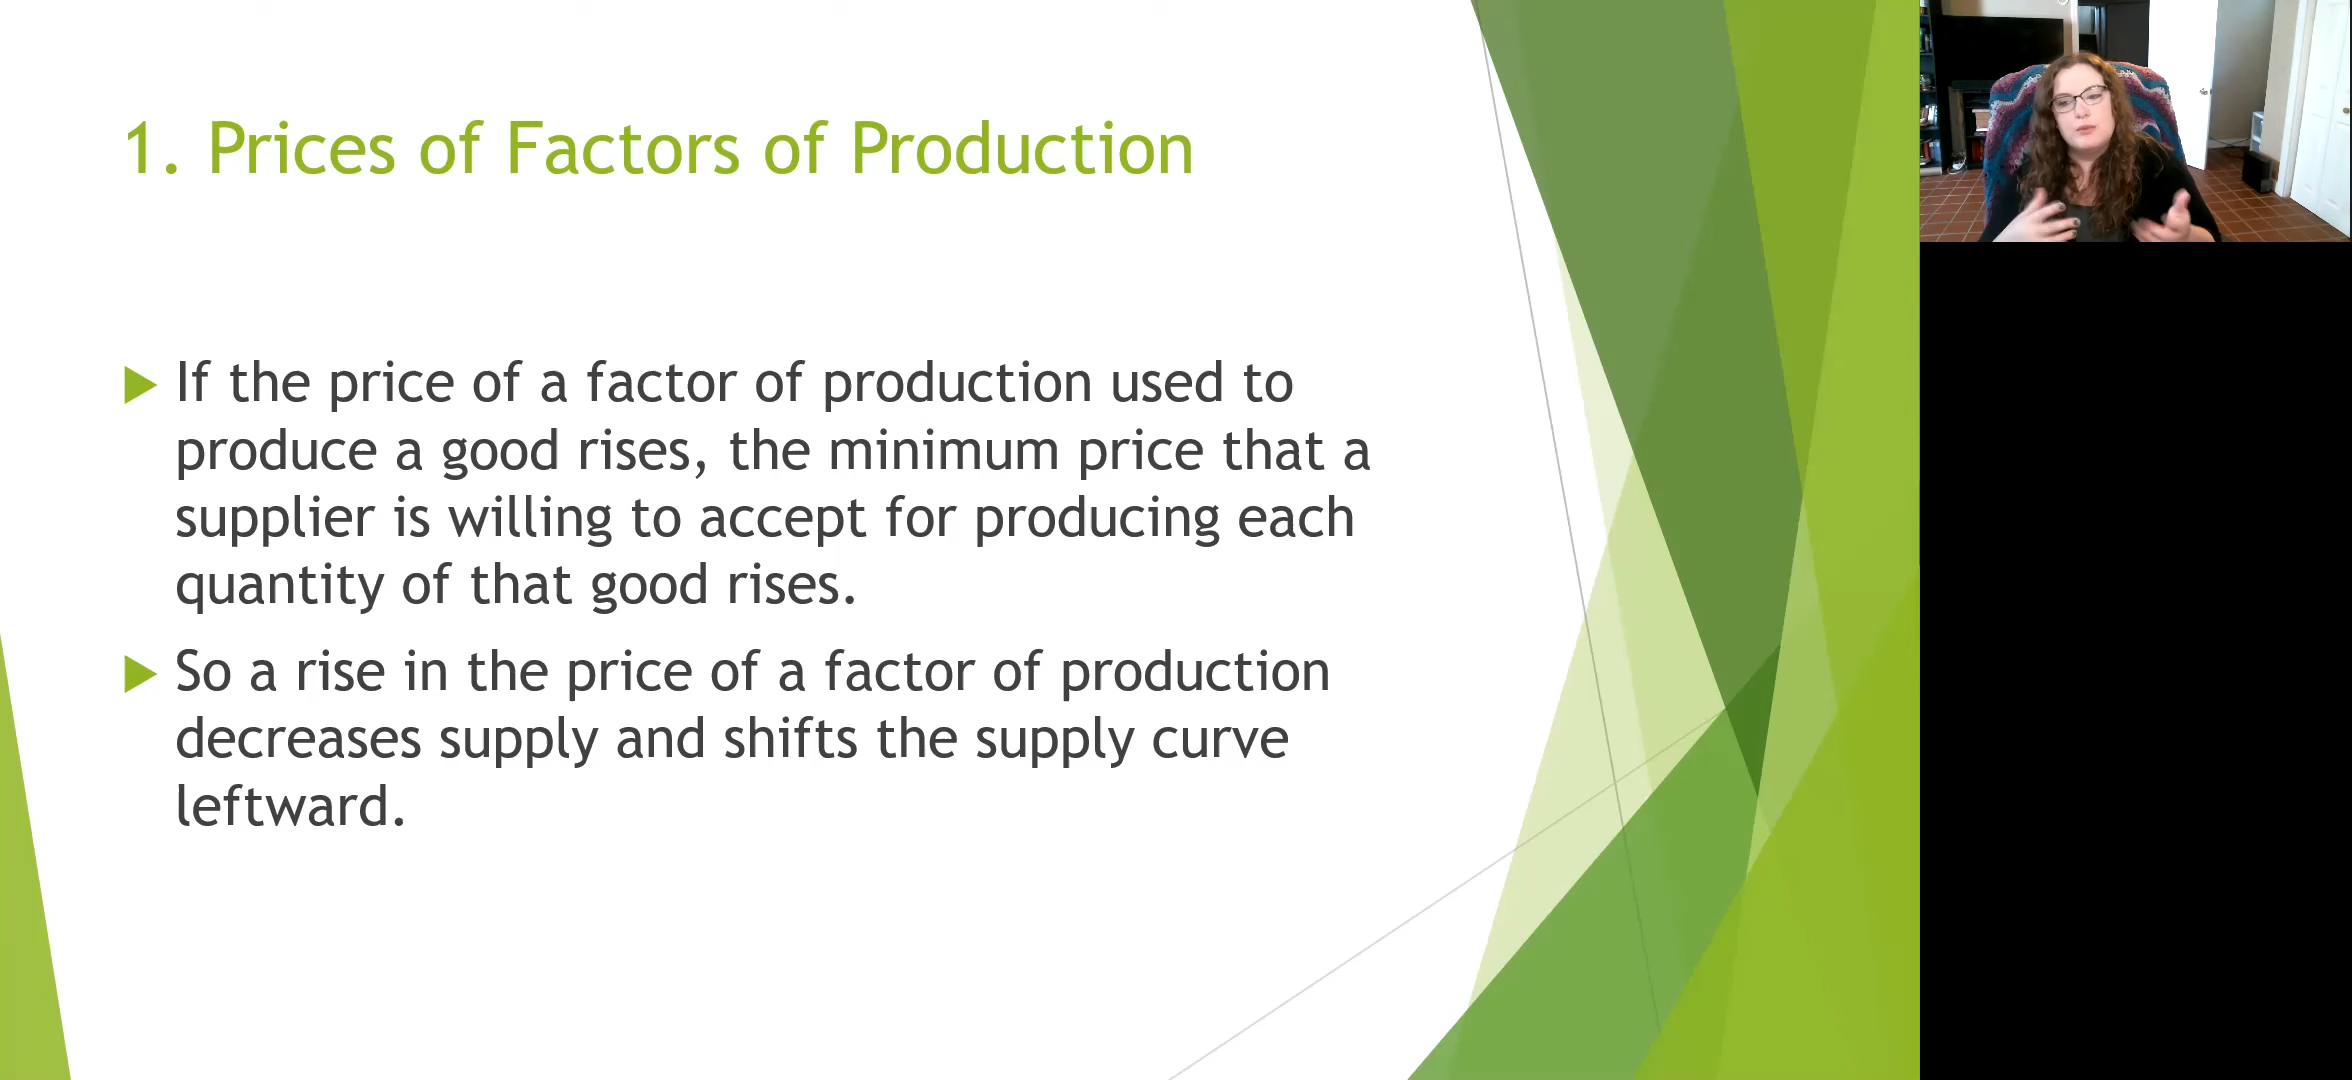 1. Prices of Factors of Production
If the price of a factor of production used to
produce a good rises, the minimum price that a
supplier is willing to accept for producing each
quantity of that good rises.
So a rise in the price of a factor of production
decreases supply and shifts the supply curve
leftward.